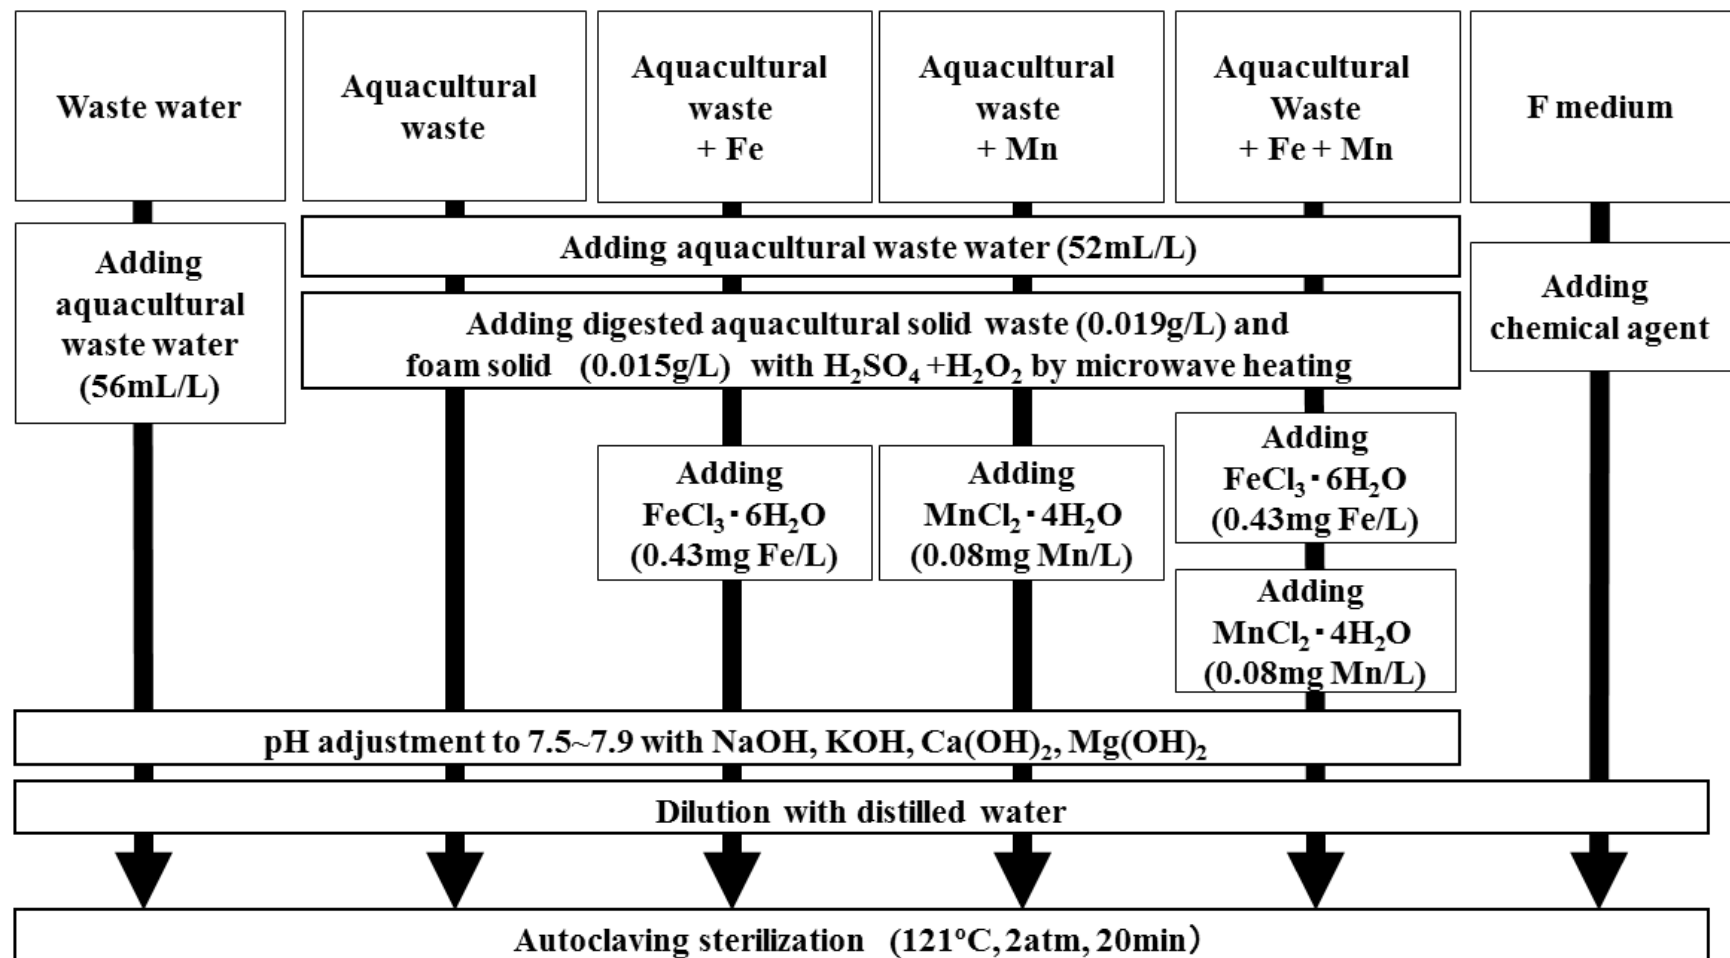 Waste water
Aquacultural
waste
Aquacultural
waste
+ Fe
Aquacultural
waste
+ Mn
Aquacultural
Waste
+ Fe + Mn
F medium
Adding
aquacultural
waste water
(56mL/L)
Adding aquacultural waste water (52mL/L)
Adding digested aquacultural solid waste (0.019g/L) and
foam solid (0.015g/L) with H₂SO₄+H₂O₂ by microwave heating
Adding
chemical agent
Adding
FeCl₃・6H₂O
(0.43mg Fe/L)
Adding
MnCl₂・4H₂O
(0.08mg Mn/L)
Adding
FeCl₃・6H₂O
(0.43mg Fe/L)
Adding
MnCl₂・4H₂O
(0.08mg Mn/L)
pH adjustment to 7.5~7.9 with NaOH, KOH, Ca(OH)₂, Mg(OH)₂
Dilution with distilled water
Autoclaving sterilization (121ºC, 2atm, 20min）